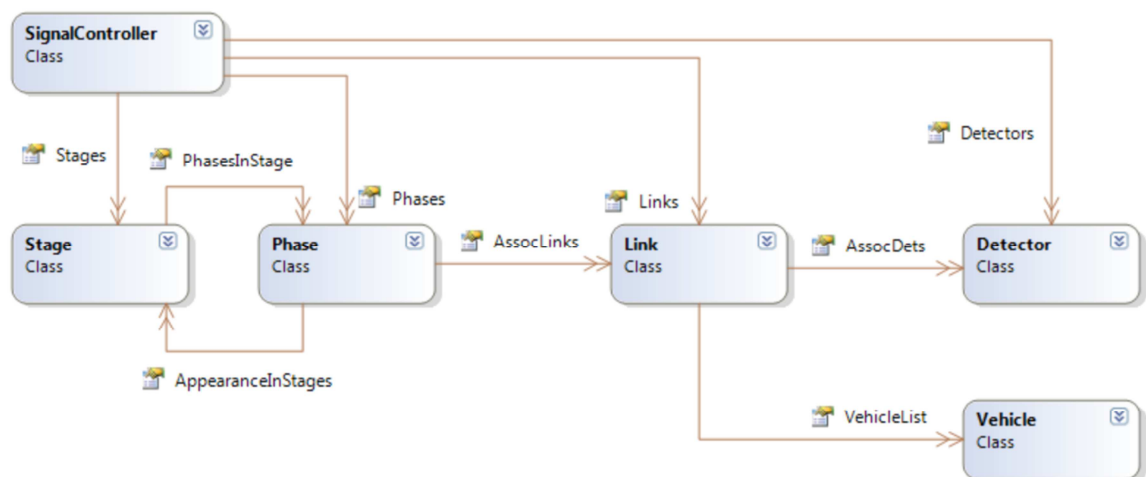 SignalController
Class
Detectors
Stages
PhasesInStage
Phases
Links
Stage
Class
Phase
Class
AssocLinks
Link
Class
AssocDets
Detector
Class
AppearanceInStages
VehicleList
Vehicle
Class